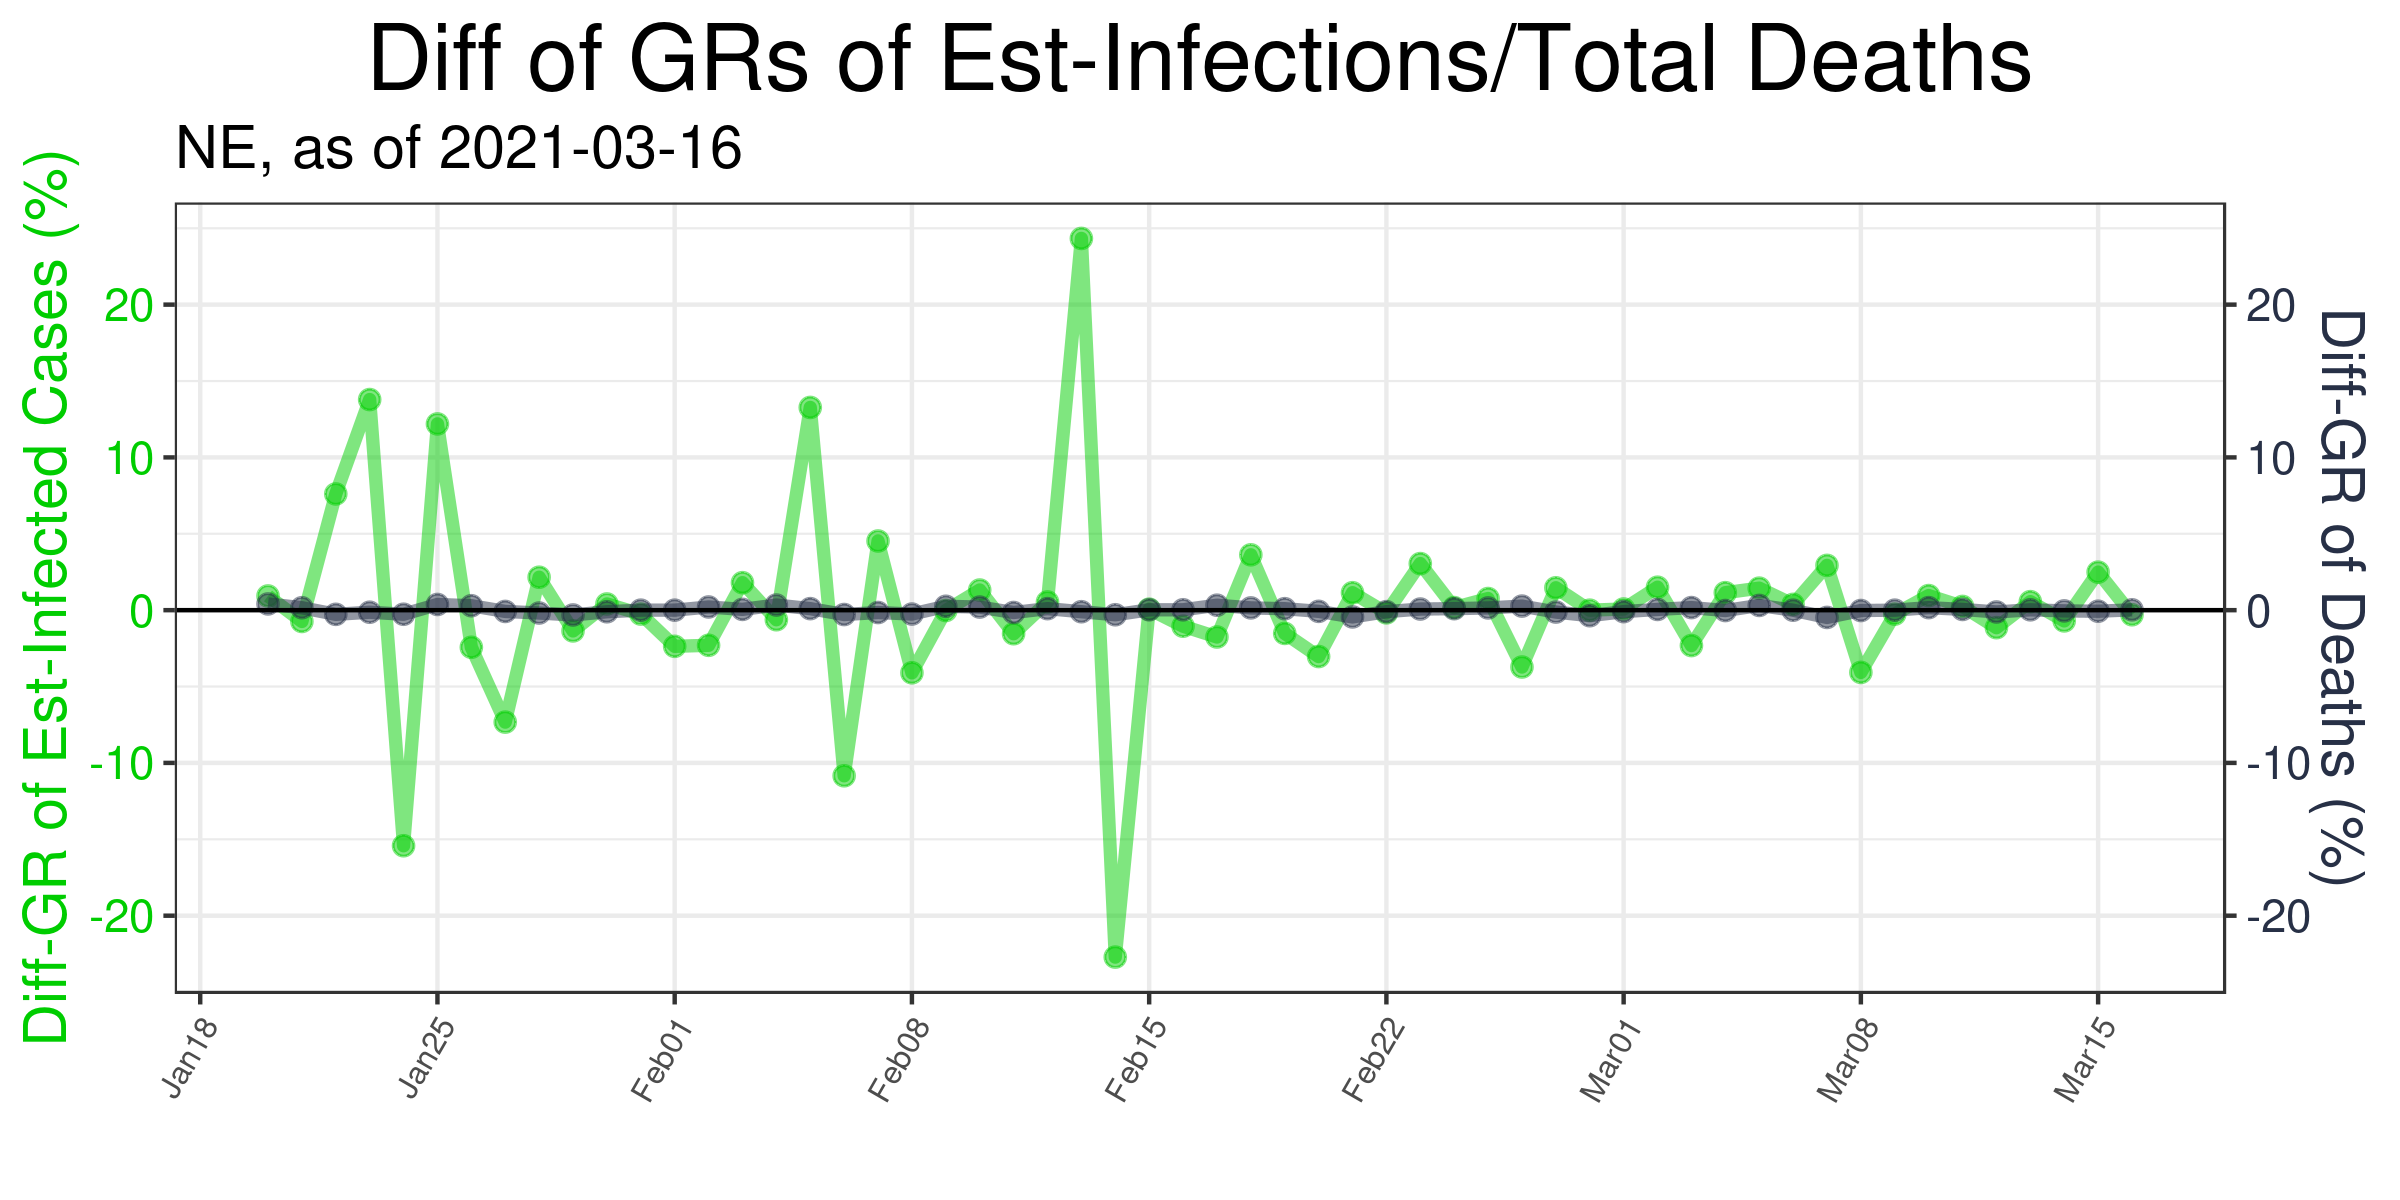 Diff of GRs of Est-Infections/Total Deaths
NE, as of 2021-03-16
Diff-GR of Est-Infected Cases (%)
20
10
0
-10
-20
20
10
0
-10
-20
Diff-GR of Deaths (%)
Jan18
Jan25
Feb01
Feb08
Feb15
Feb22
Mar01
Mar08
Mar15